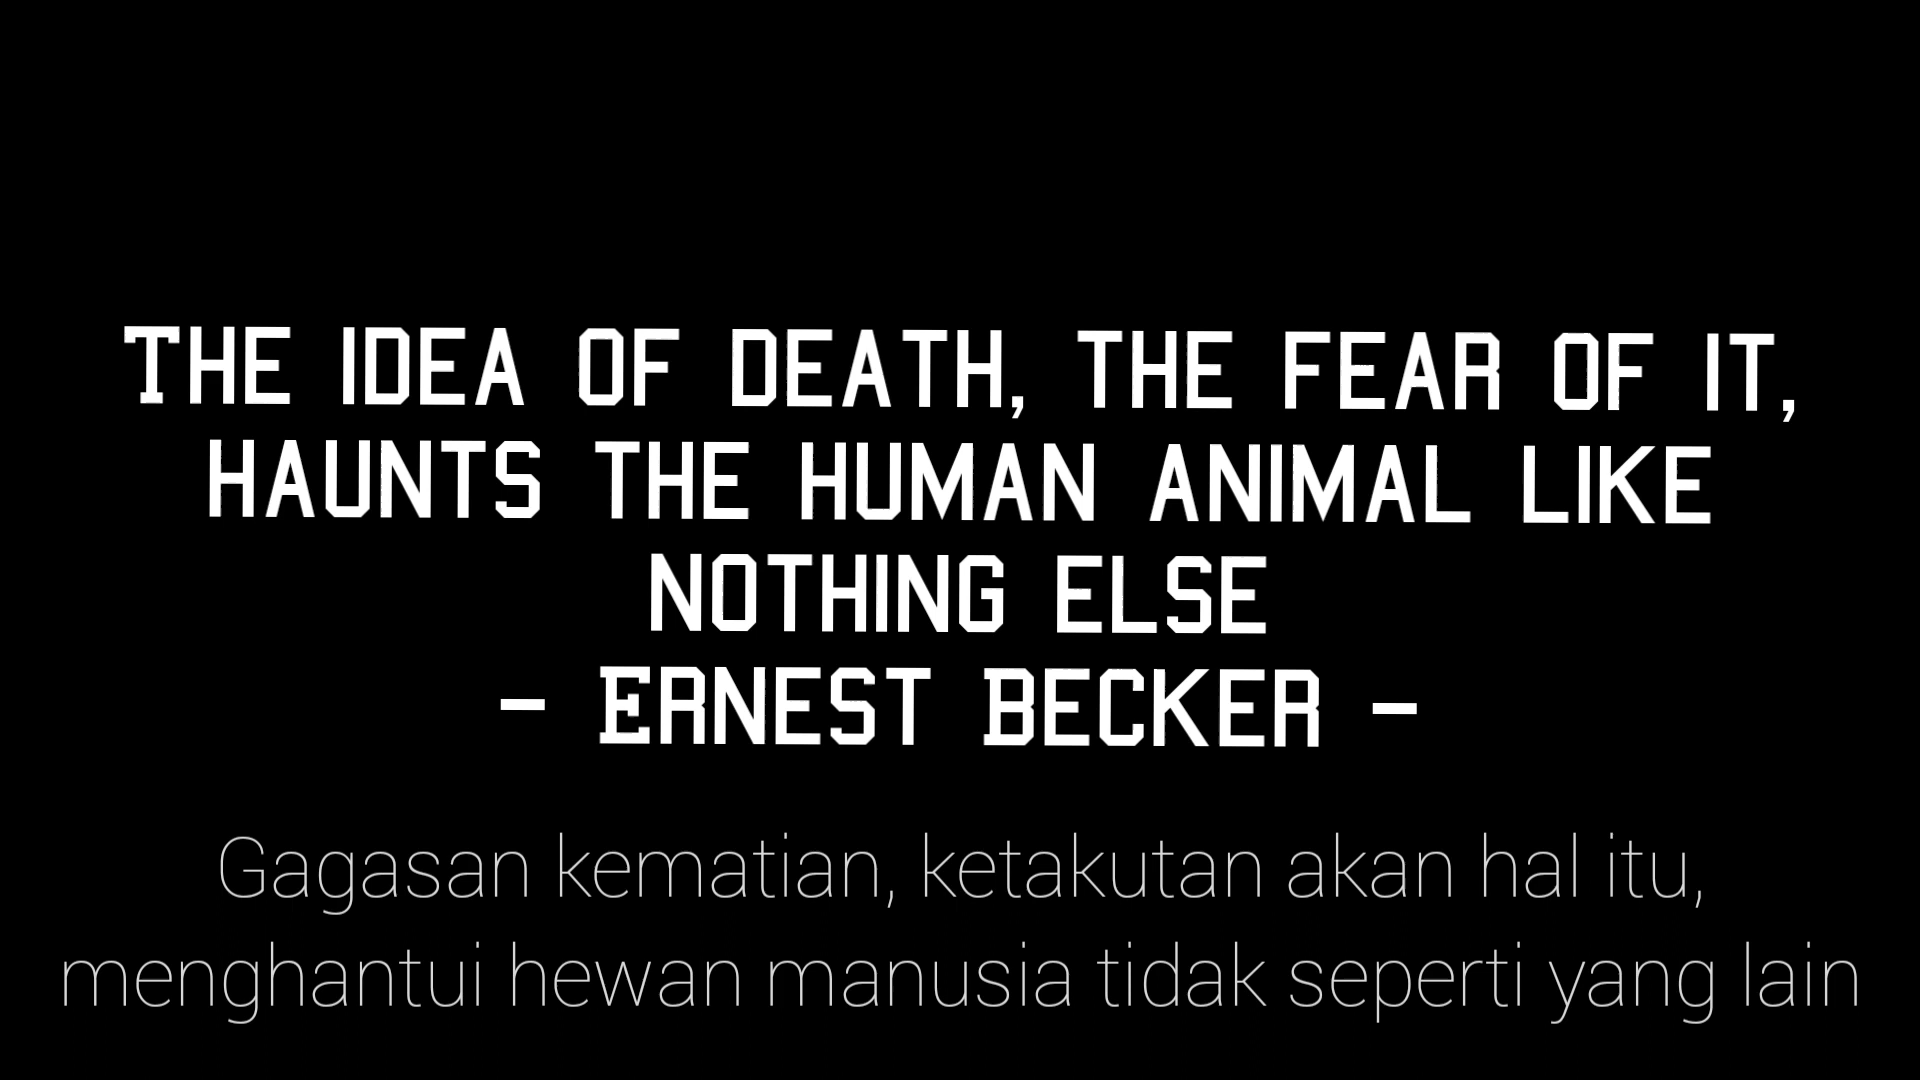 THE IDEA OF DEATH, THE FEAR OF IT,
HAUNTS THE HUMAN ANIMAL LIKE
NOTHING ELSE
- ERNEST BECKER -
Gagasan kematian, ketakutan akan hal itu,
menghantui hewan manusia tidak seperti yang lain